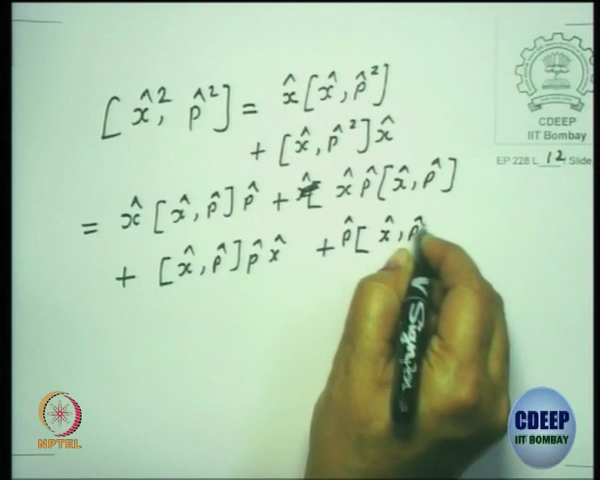 [x̂², p̂²] = x̂[x̂, p̂²]
+ [x̂, p̂²]x̂
= x̂[x̂, p̂]p̂ + x̂p̂[x̂, p̂]
+ [x̂, p̂]p̂x̂ + p̂[x̂, p̂
CDEEP
IIT Bombay
EP 228 L 12, Slide
NPTEL
CDEEP
IIT BOMBAY